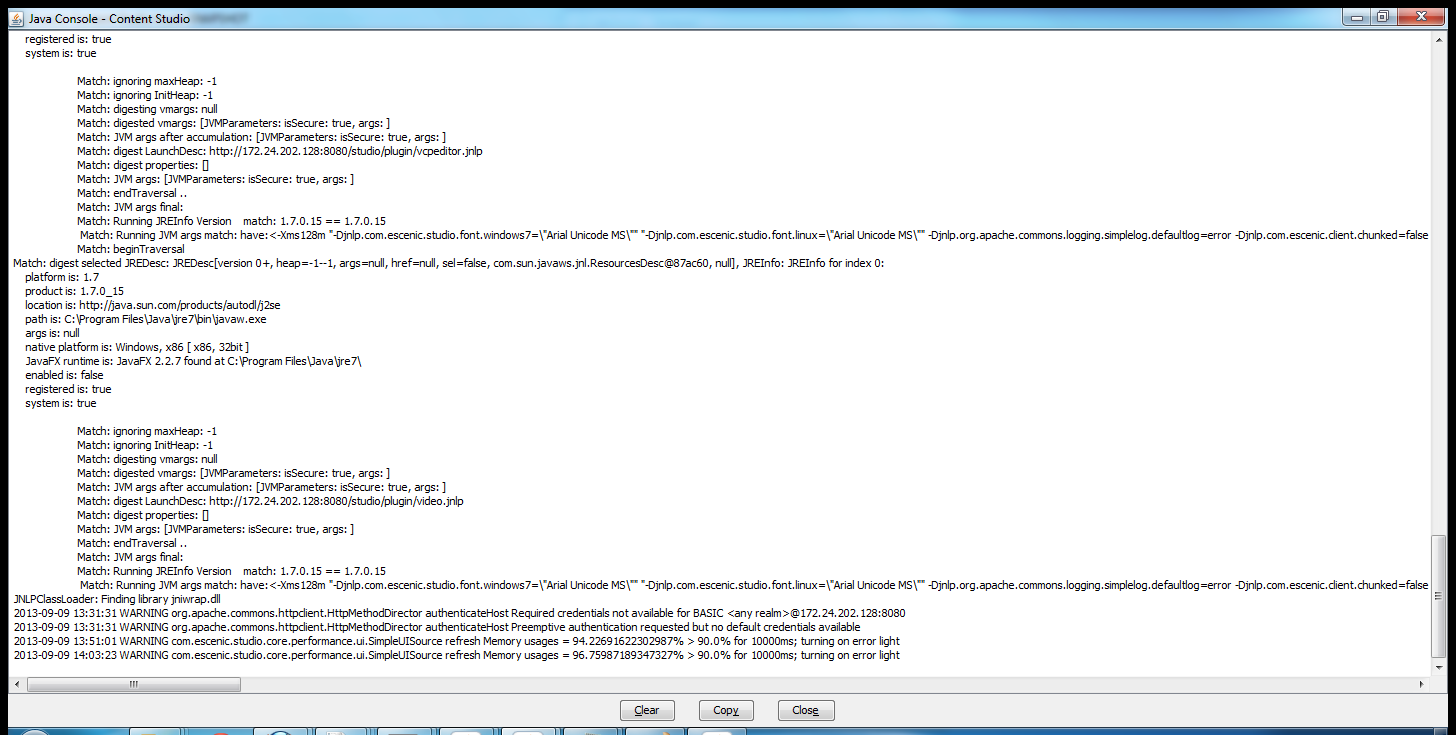 Java Console - Content Studio
registered is: true
system is: true
Match: ignoring maxHeap: -1
Match: ignoring InitHeap: -1
Match: digesting vmargs: null
Match: digested vmargs: [JVMParameters: isSecure: true, args: ]
Match: JVM args after accumulation: [JVMParameters: isSecure: true, args: ]
Match: digest LaunchDesc: http://172.24.202.128:8080/studio/plugin/vcpeditor.jnlp
Match: digest properties: []
Match: JVM args: [JVMParameters: isSecure: true, args: ]
Match: endTraversal ..
Match: JVM args final:
Match: Running JREInfo Version    match: 1.7.0.15 == 1.7.0.15
Match: Running JVM args match: have:<-Xms128m "-Djnlp.com.escenic.studio.font.windows7=\"Arial Unicode MS\"" "-Djnlp.com.escenic.studio.font.linux=\"Arial Unicode MS\"" -Djnlp.org.apache.commons.logging.simplelog.defaultlog=error -Djnlp.com.escenic.client.chunked=false
Match: beginTraversal
Match: digest selected JREDesc: JREDesc[version 0+, heap=-1--1, args=null, href=null, sel=false, com.sun.javaws.jnl.ResourcesDesc@87ac60, null], JREInfo: JREInfo for index 0:
platform is: 1.7
product is: 1.7.0_15
location is: http://java.sun.com/products/autodl/j2se
path is: C:\Program Files\Java\jre7\bin\javaw.exe
args is: null
native platform is: Windows, x86 [ x86, 32bit ]
JavaFX runtime is: JavaFX 2.2.7 found at C:\Program Files\Java\jre7\
enabled is: false
registered is: true
system is: true
Match: ignoring maxHeap: -1
Match: ignoring InitHeap: -1
Match: digesting vmargs: null
Match: digested vmargs: [JVMParameters: isSecure: true, args: ]
Match: JVM args after accumulation: [JVMParameters: isSecure: true, args: ]
Match: digest LaunchDesc: http://172.24.202.128:8080/studio/plugin/video.jnlp
Match: digest properties: []
Match: JVM args: [JVMParameters: isSecure: true, args: ]
Match: endTraversal ..
Match: JVM args final:
Match: Running JREInfo Version    match: 1.7.0.15 == 1.7.0.15
Match: Running JVM args match: have:<-Xms128m "-Djnlp.com.escenic.studio.font.windows7=\"Arial Unicode MS\"" "-Djnlp.com.escenic.studio.font.linux=\"Arial Unicode MS\"" -Djnlp.org.apache.commons.logging.simplelog.defaultlog=error -Djnlp.com.escenic.client.chunked=false
JNLPClassLoader: Finding library jniwrap.dll
2013-09-09 13:31:31 WARNING org.apache.commons.httpclient.HttpMethodDirector authenticateHost Required credentials not available for BASIC <any realm>@172.24.202.128:8080
2013-09-09 13:31:31 WARNING org.apache.commons.httpclient.HttpMethodDirector authenticateHost Preemptive authentication requested but no default credentials available
2013-09-09 13:51:01 WARNING com.escenic.studio.core.performance.ui.SimpleUISource refresh Memory usages = 94.22691622302987% > 90.0% for 10000ms; turning on error light
2013-09-09 14:03:23 WARNING com.escenic.studio.core.performance.ui.SimpleUISource refresh Memory usages = 96.75987189347327% > 90.0% for 10000ms; turning on error light
Clear Copy Close